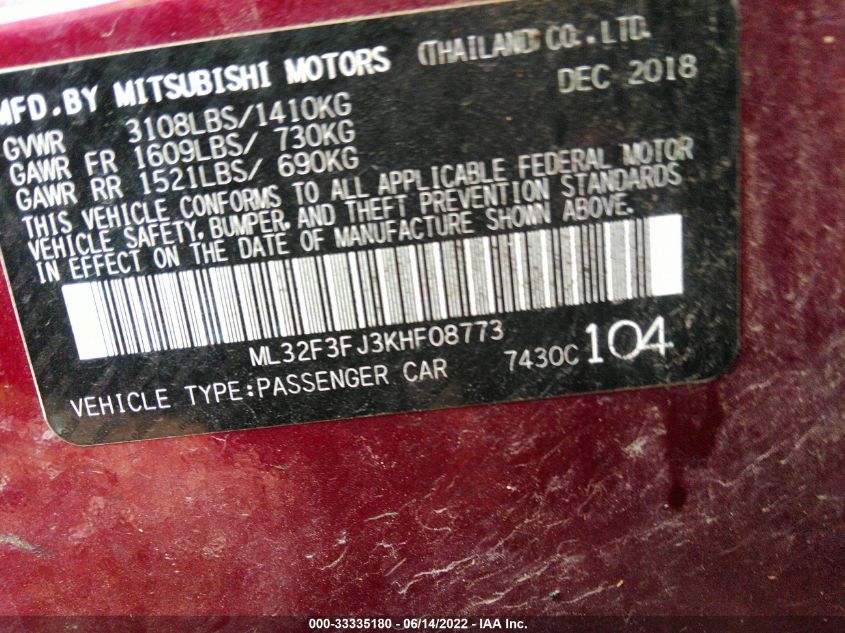 MFD.BY MITSUBISHI MOTORS (THAILAND) CO.,LTD.
DEC 2018
GVWR 3108LBS/1410KG
GAWR FR 1609LBS/ 730KG
GAWR RR 1521LBS/ 690KG
THIS VEHICLE CONFORMS TO ALL APPLICABLE FEDERAL MOTOR
VEHICLE SAFETY, BUMPER, AND THEFT PREVENTION STANDARDS
IN EFFECT ON THE DATE OF MANUFACTURE SHOWN ABOVE.
ML32F3FJ3KHF08773
VEHICLE TYPE:PASSENGER CAR 7430C 104
000-33335180 - 06/14/2022 - IAA Inc.